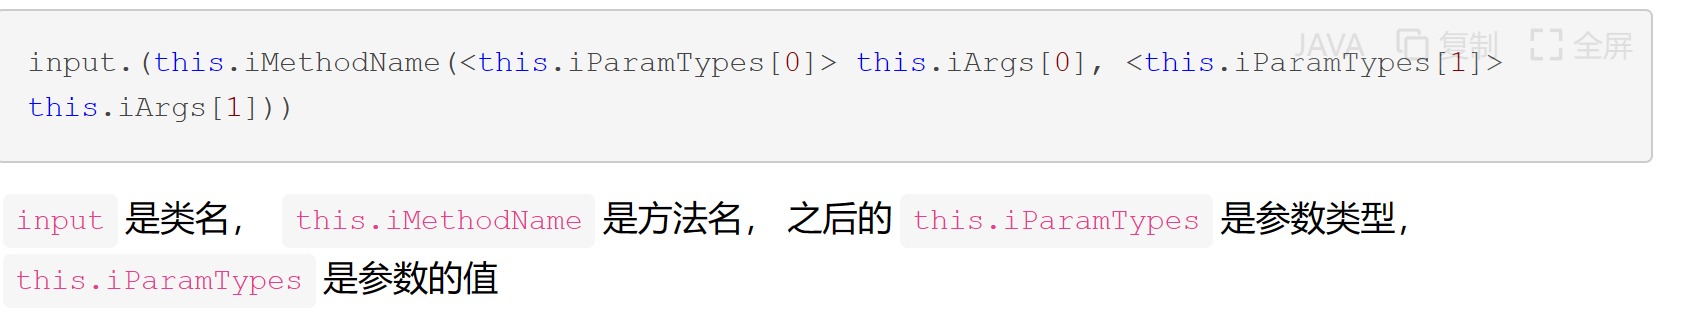 JAVA 复制 全屏
input.(this.iMethodName(<this.iParamTypes[0]> this.iArgs[0], <this.iParamTypes[1]>
this.iArgs[1]))
input 是类名， this.iMethodName 是方法名， 之后的 this.iParamTypes 是参数类型，
this.iParamTypes 是参数的值